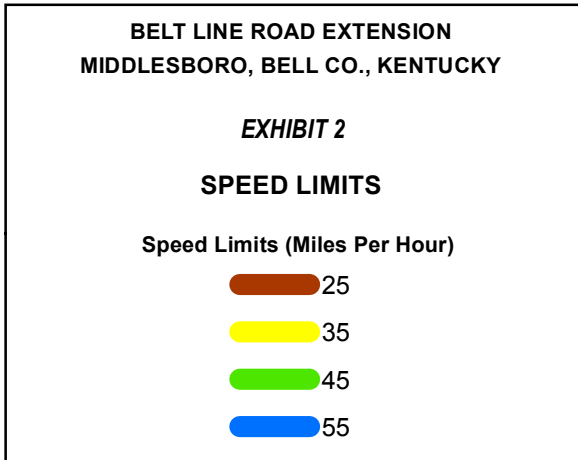 BELT LINE ROAD EXTENSION
MIDDLESBORO, BELL CO., KENTUCKY
EXHIBIT 2
SPEED LIMITS
Speed Limits (Miles Per Hour)
25
35
45
55